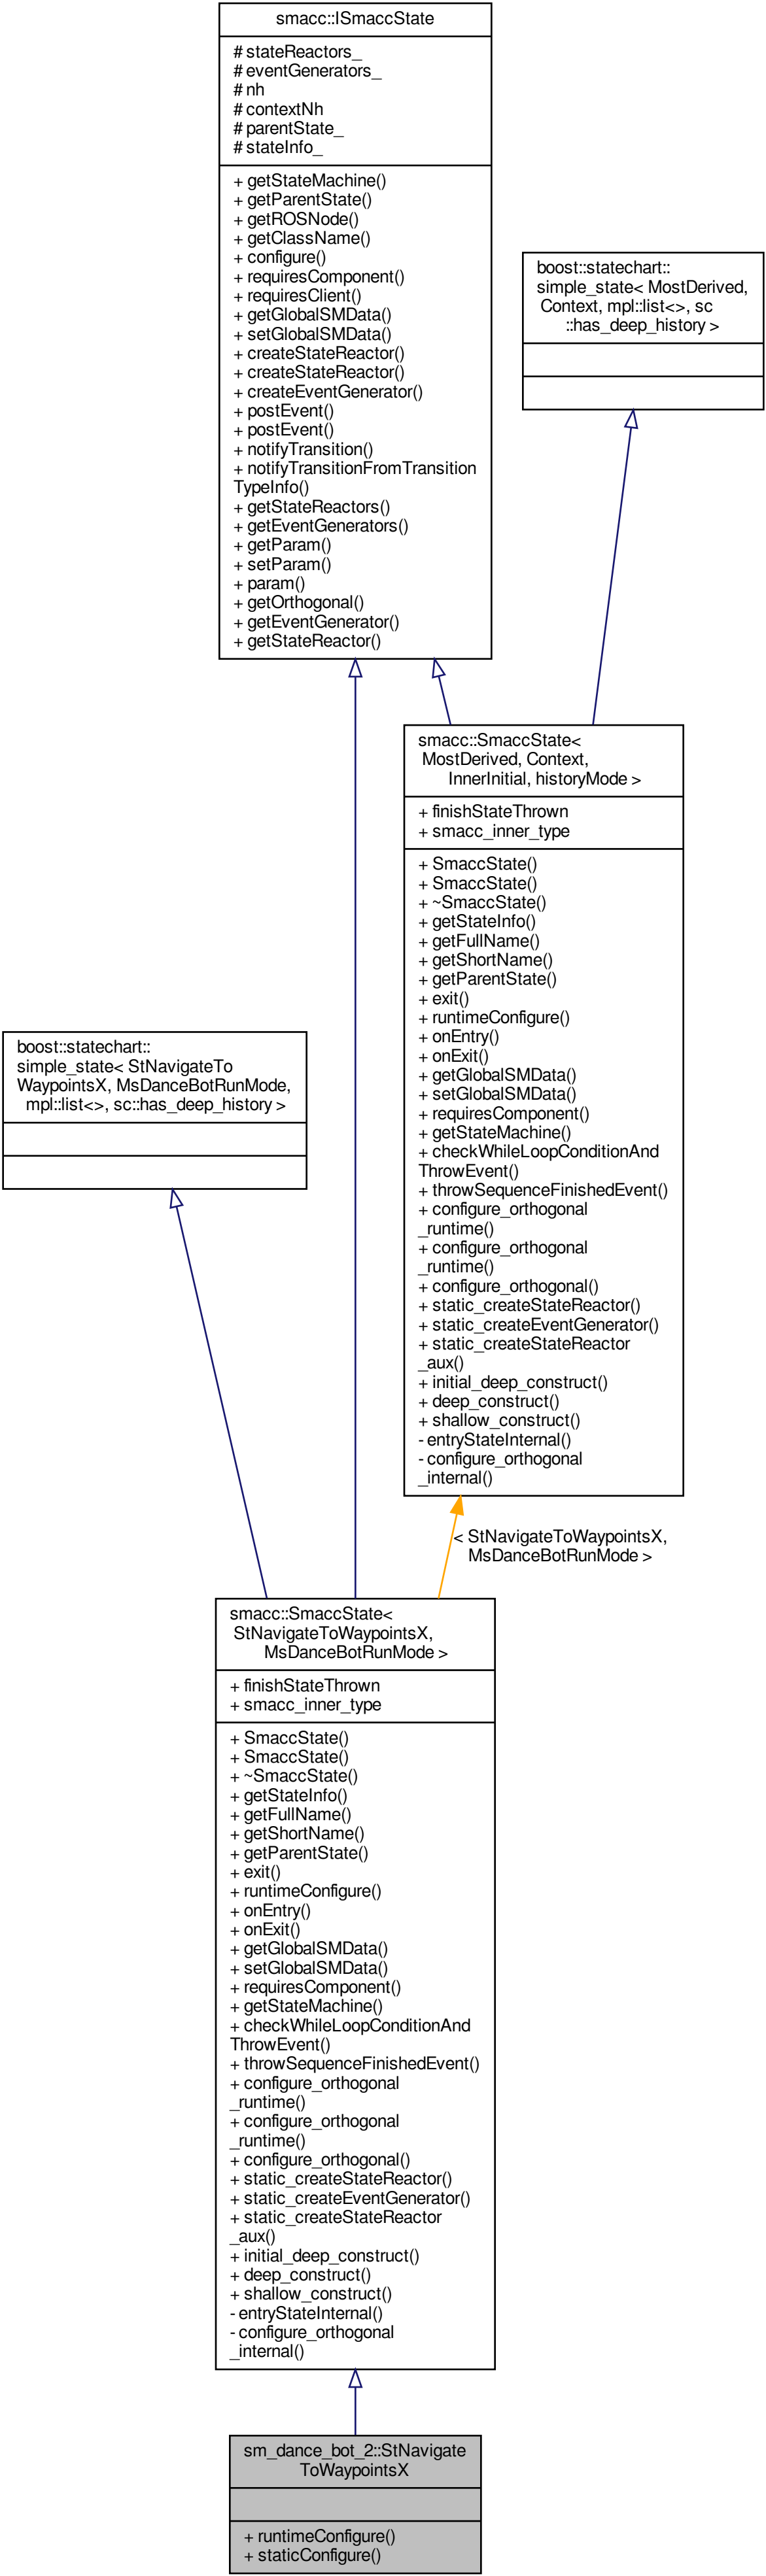 smacc::ISmaccState
# stateReactors_
# eventGenerators_
# nh
# contextNh
# parentState_
# stateInfo_
+ getStateMachine()
+ getParentState()
+ getROSNode()
+ getClassName()
+ configure()
+ requiresComponent()
+ requiresClient()
+ getGlobalSMData()
+ setGlobalSMData()
+ createStateReactor()
+ createStateReactor()
+ createEventGenerator()
+ postEvent()
+ postEvent()
+ notifyTransition()
+ notifyTransitionFromTransition
TypeInfo()
+ getStateReactors()
+ getEventGenerators()
+ getParam()
+ setParam()
+ param()
+ getOrthogonal()
+ getEventGenerator()
+ getStateReactor()
boost::statechart::
simple_state< MostDerived,
Context, mpl::list<>, sc
::has_deep_history >
smacc::SmaccState<
MostDerived, Context,
InnerInitial, historyMode >
+ finishStateThrown
+ smacc_inner_type
+ SmaccState()
+ SmaccState()
+ ~SmaccState()
+ getStateInfo()
+ getFullName()
+ getShortName()
+ getParentState()
+ exit()
+ runtimeConfigure()
+ onEntry()
+ onExit()
+ getGlobalSMData()
+ setGlobalSMData()
+ requiresComponent()
+ getStateMachine()
+ checkWhileLoopConditionAnd
ThrowEvent()
+ throwSequenceFinishedEvent()
+ configure_orthogonal
_runtime()
+ configure_orthogonal
_runtime()
+ configure_orthogonal()
+ static_createStateReactor()
+ static_createEventGenerator()
+ static_createStateReactor
_aux()
+ initial_deep_construct()
+ deep_construct()
+ shallow_construct()
- entryStateInternal()
- configure_orthogonal
_internal()
boost::statechart::
simple_state< StNavigateTo
WaypointsX, MsDanceBotRunMode,
mpl::list<>, sc::has_deep_history >
< StNavigateToWaypointsX,
MsDanceBotRunMode >
smacc::SmaccState<
StNavigateToWaypointsX,
MsDanceBotRunMode >
+ finishStateThrown
+ smacc_inner_type
+ SmaccState()
+ SmaccState()
+ ~SmaccState()
+ getStateInfo()
+ getFullName()
+ getShortName()
+ getParentState()
+ exit()
+ runtimeConfigure()
+ onEntry()
+ onExit()
+ getGlobalSMData()
+ setGlobalSMData()
+ requiresComponent()
+ getStateMachine()
+ checkWhileLoopConditionAnd
ThrowEvent()
+ throwSequenceFinishedEvent()
+ configure_orthogonal
_runtime()
+ configure_orthogonal
_runtime()
+ configure_orthogonal()
+ static_createStateReactor()
+ static_createEventGenerator()
+ static_createStateReactor
_aux()
+ initial_deep_construct()
+ deep_construct()
+ shallow_construct()
- entryStateInternal()
- configure_orthogonal
_internal()
sm_dance_bot_2::StNavigate
ToWaypointsX
+ runtimeConfigure()
+ staticConfigure()